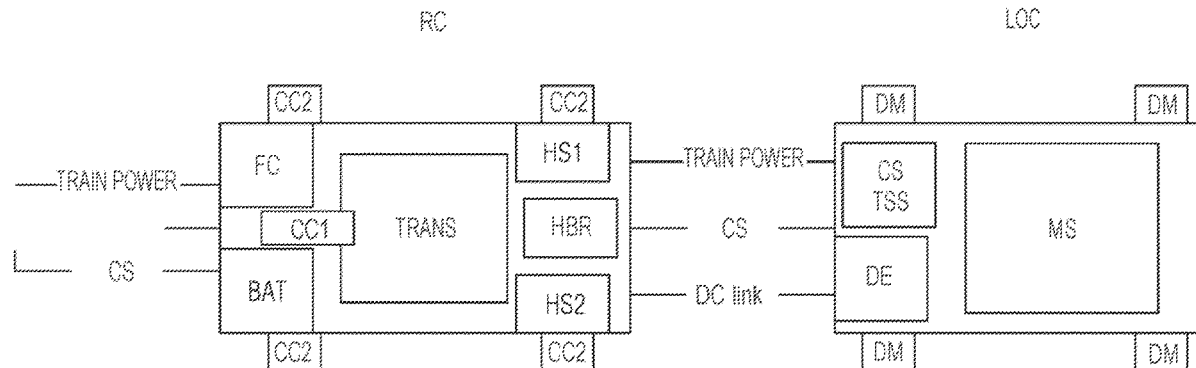 RC
LOC
CC2
CC2
DM
DM
FC
HS1
TRAIN POWER
TRAIN POWER
CS
TSS
CC1
TRANS
HBR
CS
MS
CS
BAT
HS2
DC link
DE
CC2
CC2
DM
DM